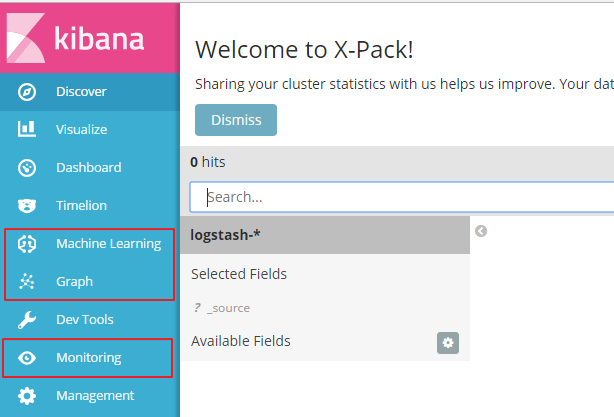 kibana
Discover
Visualize
Dashboard
Timelion
Machine Learning
Graph
Dev Tools
Monitoring
Management
Welcome to X-Pack!
Sharing your cluster statistics with us helps us improve. Your dat
Dismiss
0 hits
Search...
logstash-*
Selected Fields
? _source
Available Fields